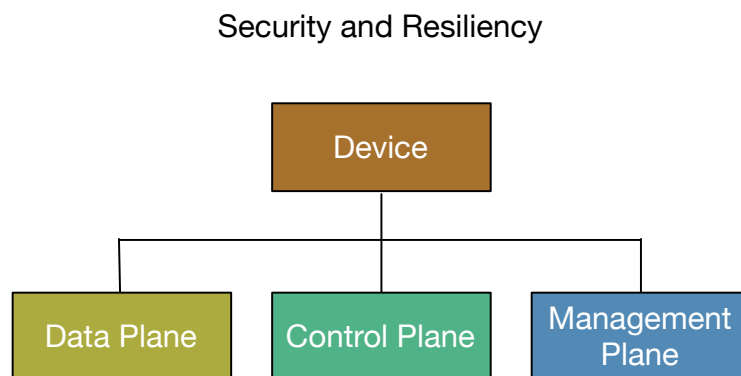 Security and Resiliency
Device
Data Plane
Control Plane
Management
Plane